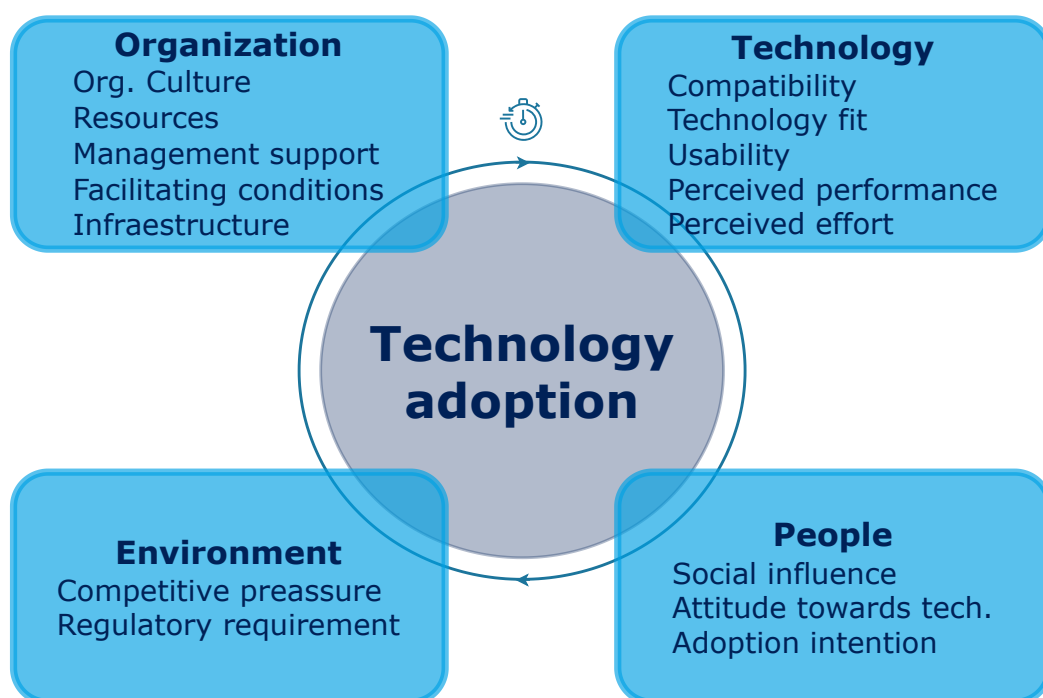 Organization
Org. Culture
Resources
Management support
Facilitating conditions
Infraestructure
Technology
Compatibility
Technology fit
Usability
Perceived performance
Perceived effort
Technology
adoption
Environment
Competitive preassure
Regulatory requirement
People
Social influence
Attitude towards tech.
Adoption intention